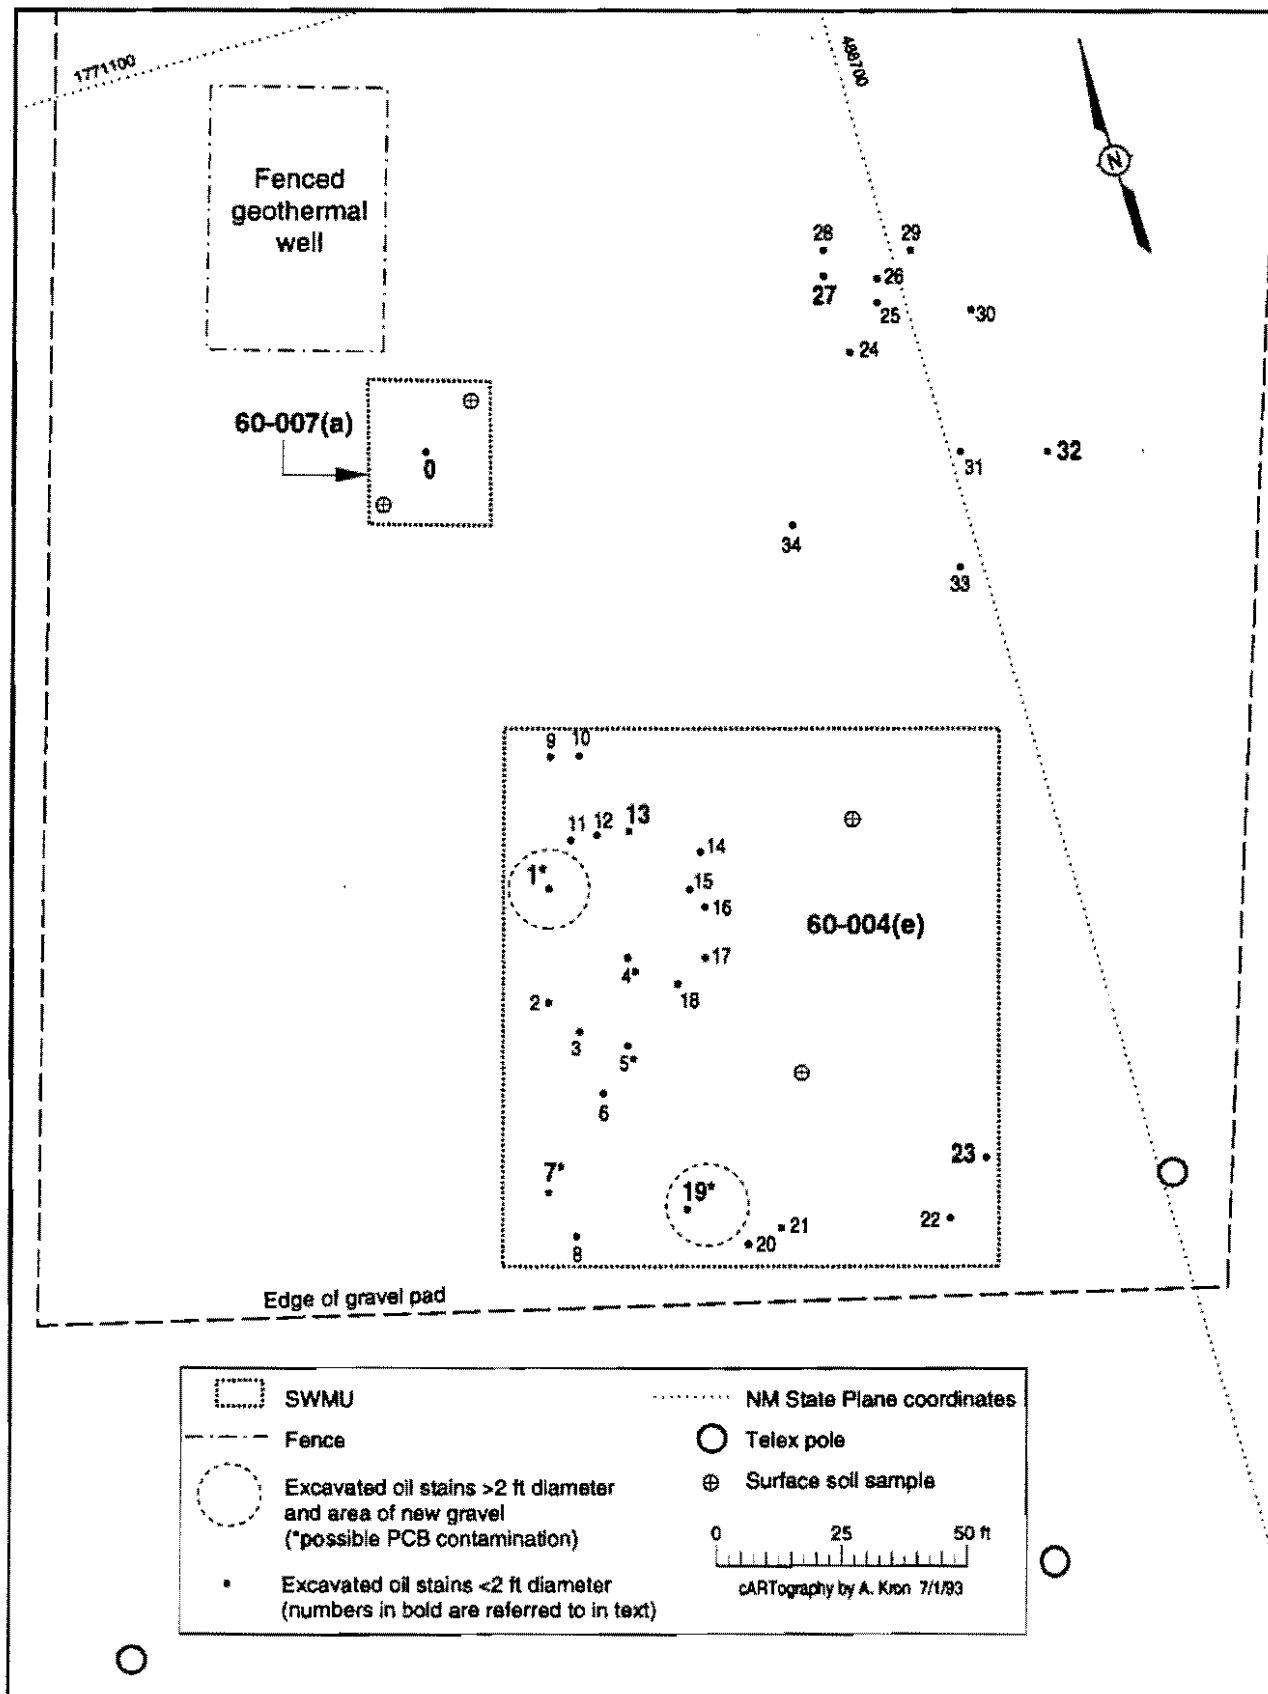 1771100
488700
Fenced
geothermal
well
N
28
29
27
26
25
*30
24
60-007(a)
0
31
32
34
33
9
10
11
12
13
14
1*
15
16
60-004(e)
4*
17
2
18
3
5*
6
7*
19*
23
22
21
8
20
Edge of gravel pad
SWMU
Fence
Excavated oil stains >2 ft diameter
and area of new gravel
(*possible PCB contamination)
Excavated oil stains <2 ft diameter
(numbers in bold are referred to in text)
NM State Plane coordinates
Telex pole
Surface soil sample
0 25 50 ft
cARTography by A. Kron 7/1/93